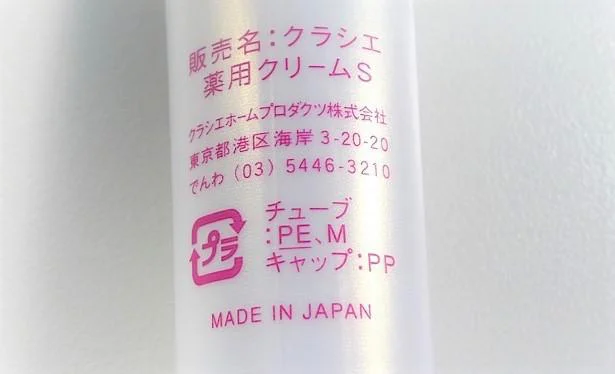 販売名:クラシエ
薬用クリームS
クラシエホームプロダクツ株式会社
東京都港区海岸3-20-20
でんわ(03)5446-3210
プラ
チューブ
:PE、M
キャップ:PP
MADE IN JAPAN